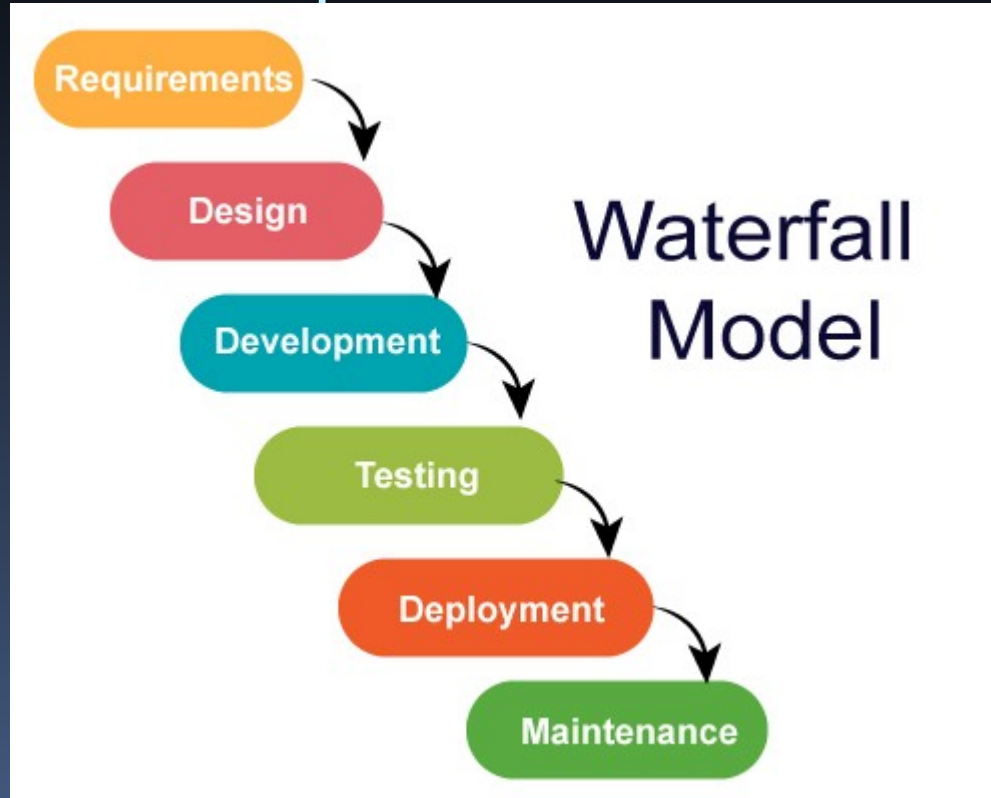 Requirements
Design
Waterfall
Model
Development
Testing
Deployment
Maintenance